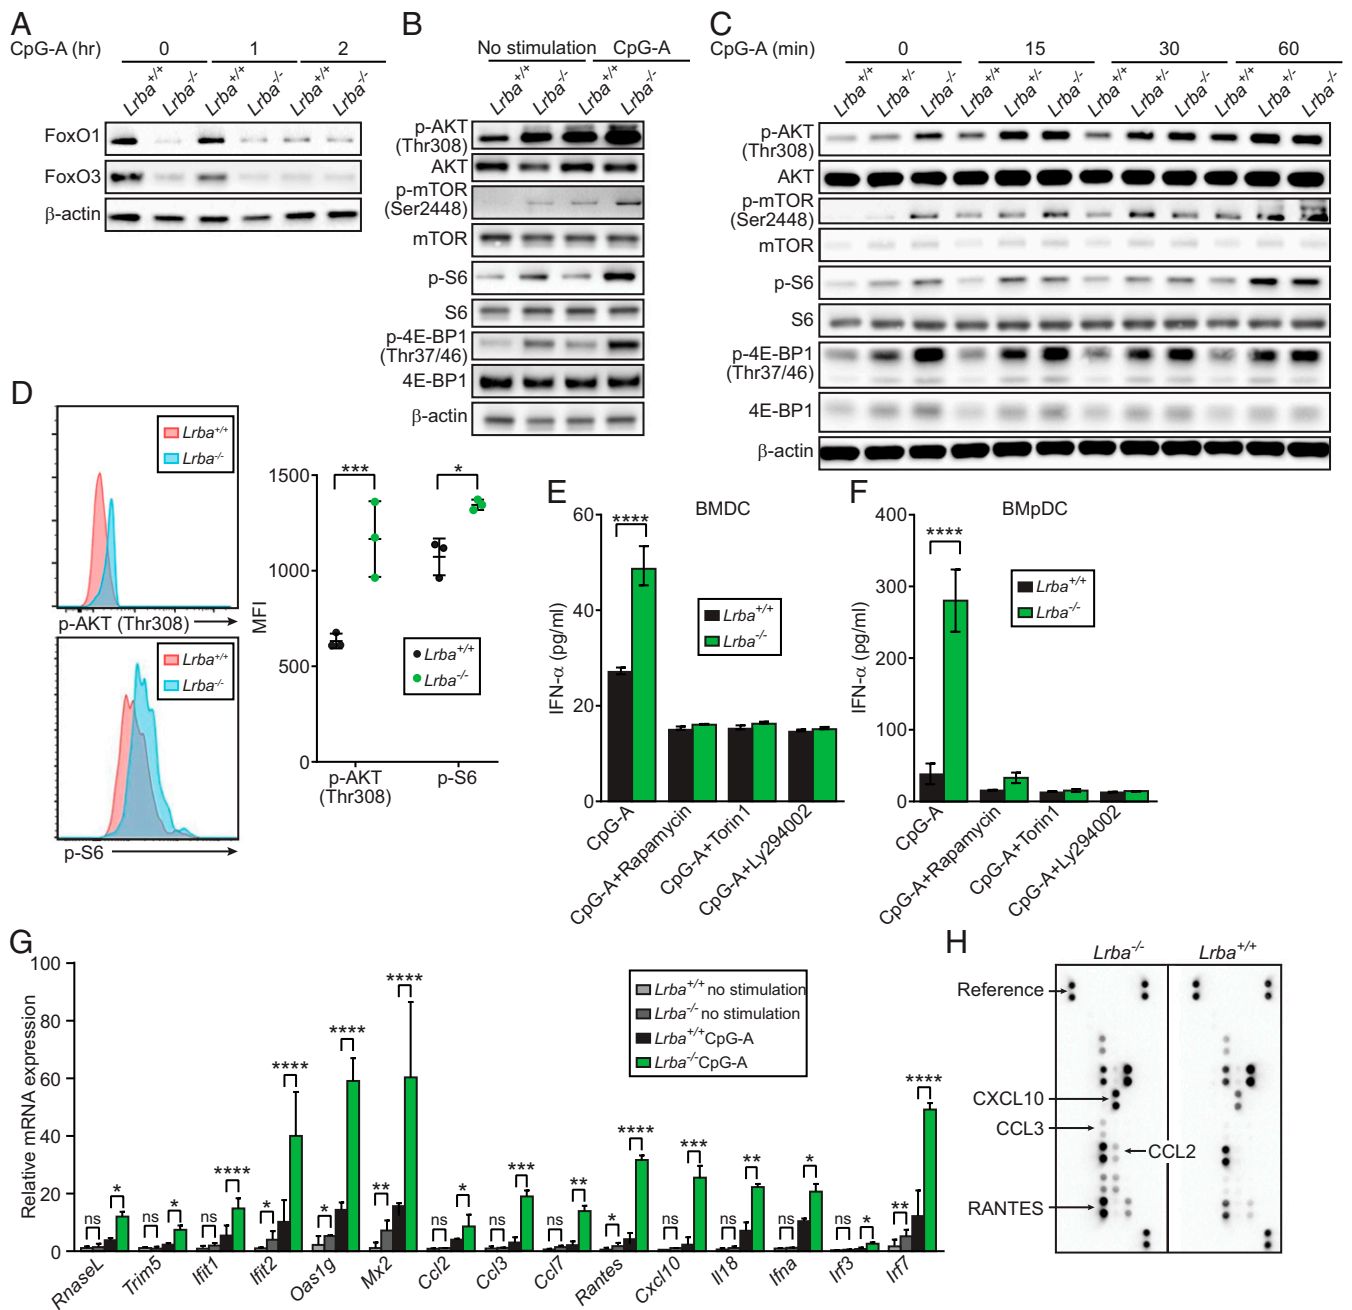 A
CpG-A (hr) 0 1 2
Lrba+/+ Lrba-/- Lrba+/+ Lrba-/- Lrba+/+ Lrba-/-
FoxO1
FoxO3
β-actin
B
No stimulation CpG-A
Lrba+/+ Lrba-/- Lrba+/+ Lrba-/-
p-AKT
(Thr308)
AKT
p-mTOR
(Ser2448)
mTOR
p-S6
S6
p-4E-BP1
(Thr37/46)
4E-BP1
β-actin
C
CpG-A (min) 0 15 30 60
Lrba+/+ Lrba+/- Lrba-/- Lrba+/+ Lrba+/- Lrba-/- Lrba+/+ Lrba+/- Lrba-/- Lrba+/+ Lrba+/- Lrba-/-
p-AKT
(Thr308)
AKT
p-mTOR
(Ser2448)
mTOR
p-S6
S6
p-4E-BP1
(Thr37/46)
4E-BP1
β-actin
D
Lrba+/+
Lrba-/-
p-AKT (Thr308)
Lrba+/+
Lrba-/-
p-S6
MFI
1500
1000
500
0
*** *
Lrba+/+
Lrba-/-
p-AKT
(Thr308)
p-S6
E
BMDC
IFN-α (pg/ml)
60
40
20
0
****
Lrba+/+
Lrba-/-
CpG-A
CpG-A+Rapamycin
CpG-A+Torin1
CpG-A+Ly294002
F
BMpDC
IFN-α (pg/ml)
400
300
200
100
0
****
Lrba+/+
Lrba-/-
CpG-A
CpG-A+Rapamycin
CpG-A+Torin1
CpG-A+Ly294002
G
Relative mRNA expression
100
80
60
40
20
0
Lrba+/+ no stimulation
Lrba-/- no stimulation
Lrba+/+CpG-A
Lrba-/-CpG-A
ns * ns * ns **** * **** * **** ** **** ns * ns *** ns ** * **** ns *** ns ** ns * ns * ** ****
RnaseL Trim5 Ifit1 Ifit2 Oas1g Mx2 Ccl2 Ccl3 Ccl7 Rantes Cxcl10 Il18 Ifna Irf3 Irf7
H
Lrba-/- Lrba+/+
Reference
CXCL10
CCL3
CCL2
RANTES